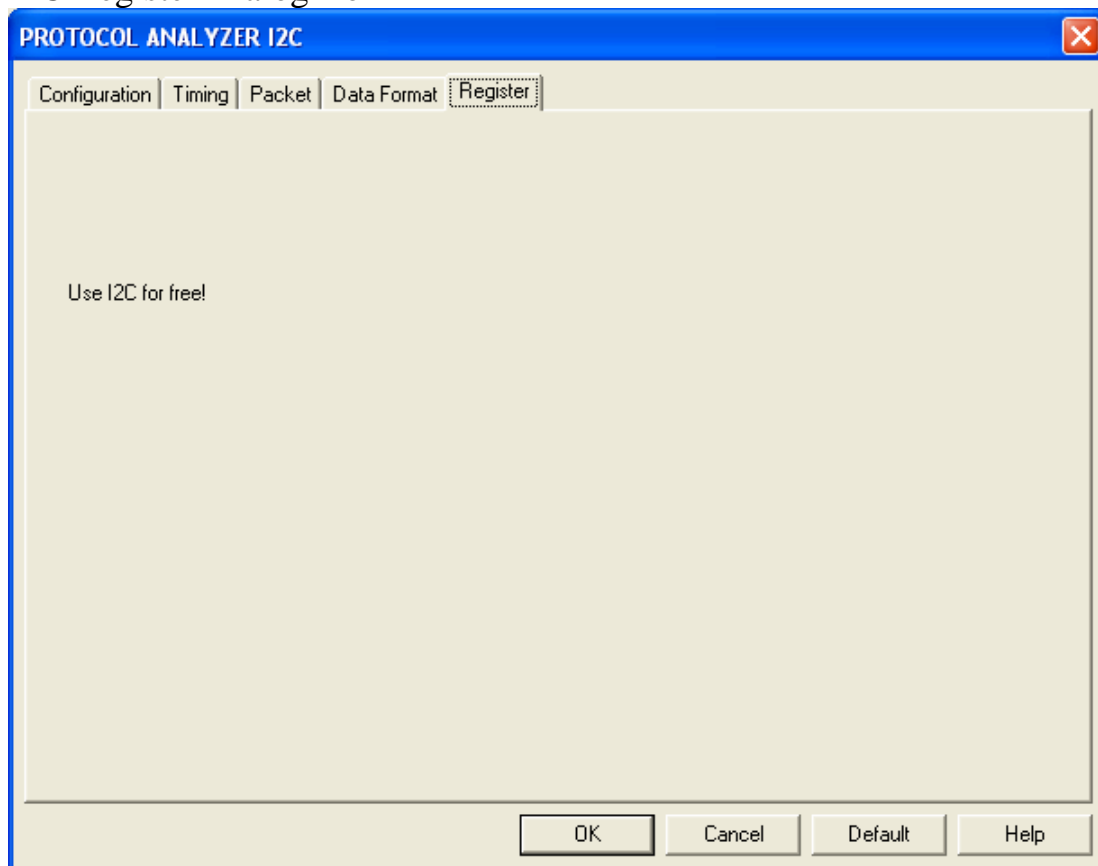 PROTOCOL ANALYZER I2C
Configuration
Timing
Packet
Data Format
Register
Use I2C for free!
OK
Cancel
Default
Help